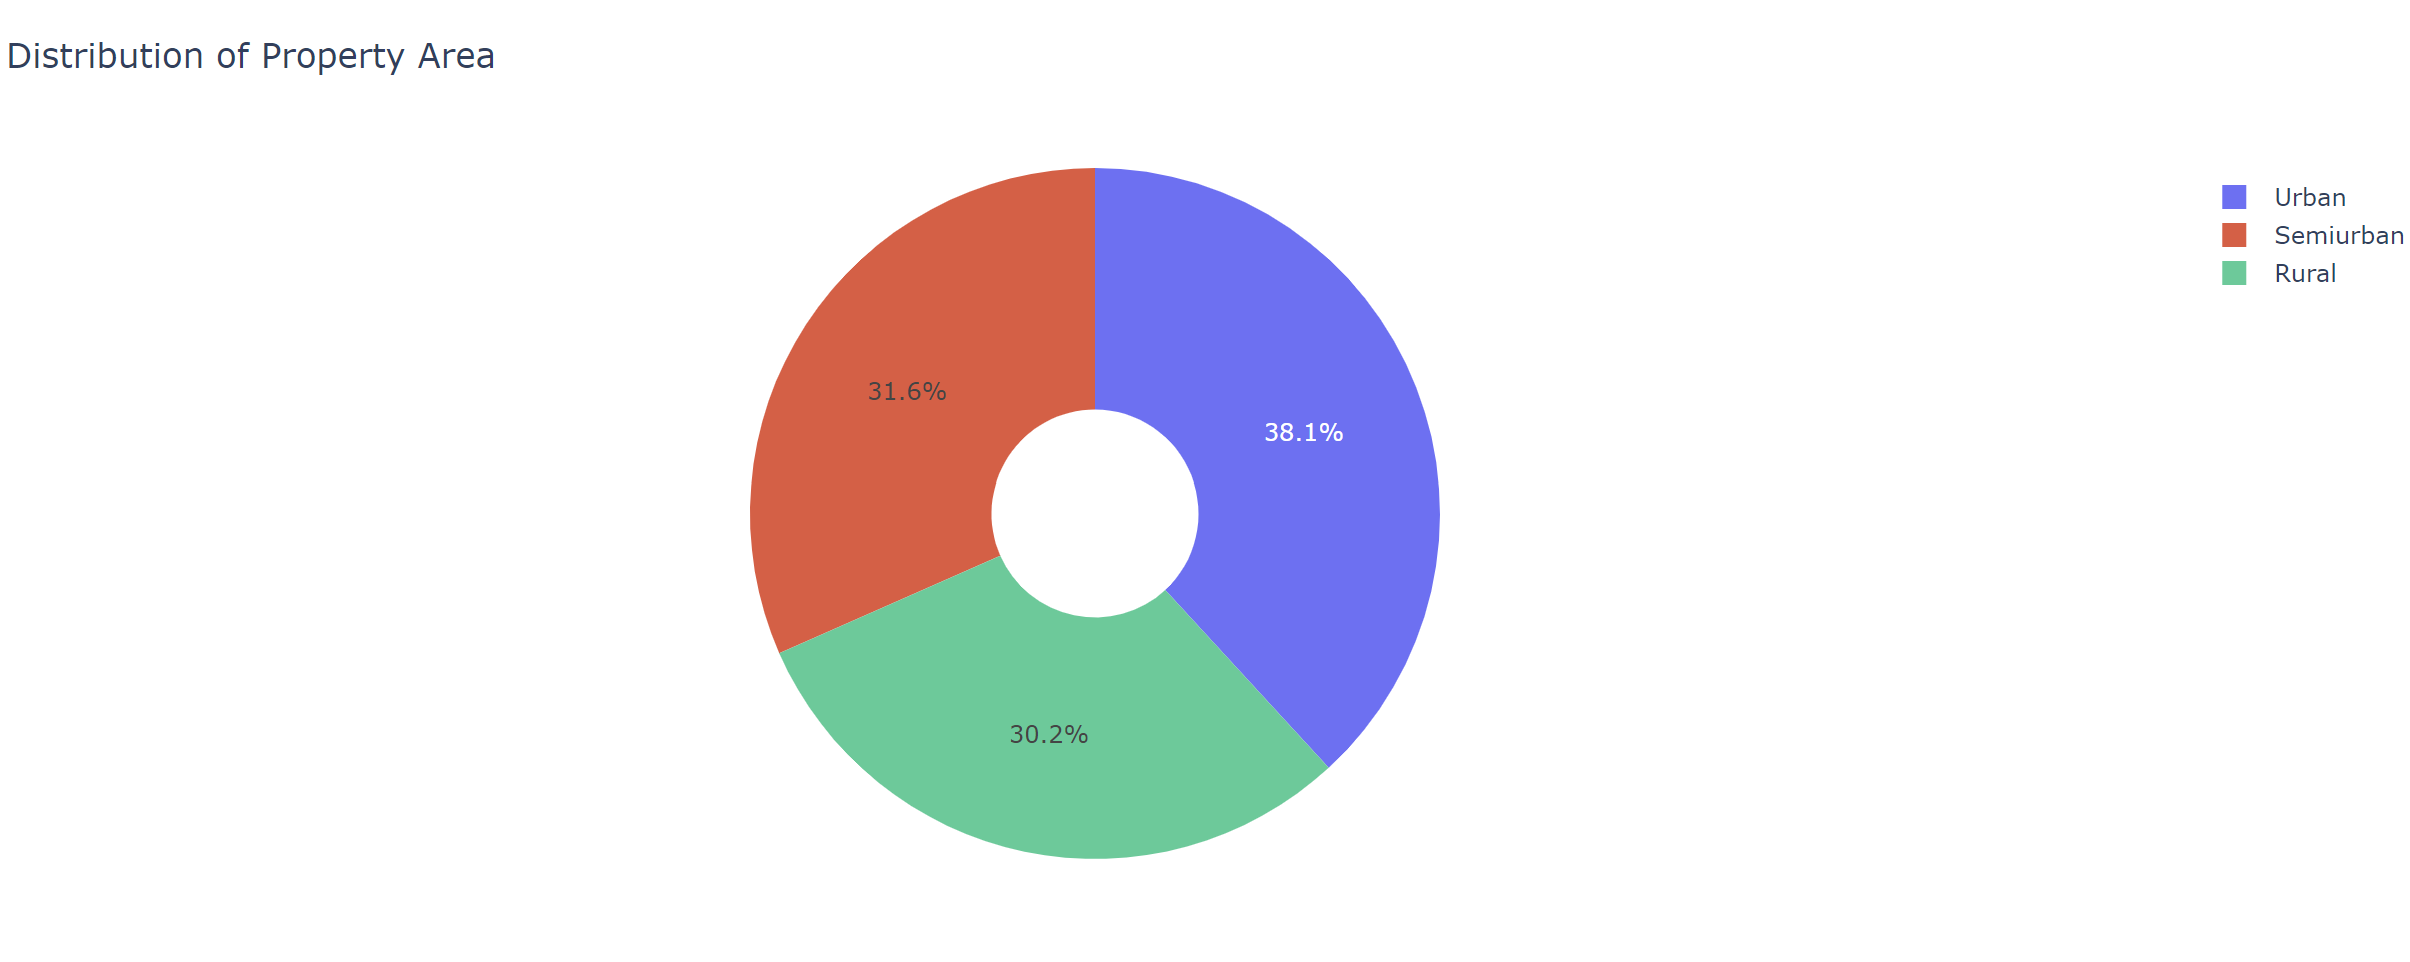 Distribution of Property Area
Urban
Semiurban
Rural
31.6%
38.1%
30.2%